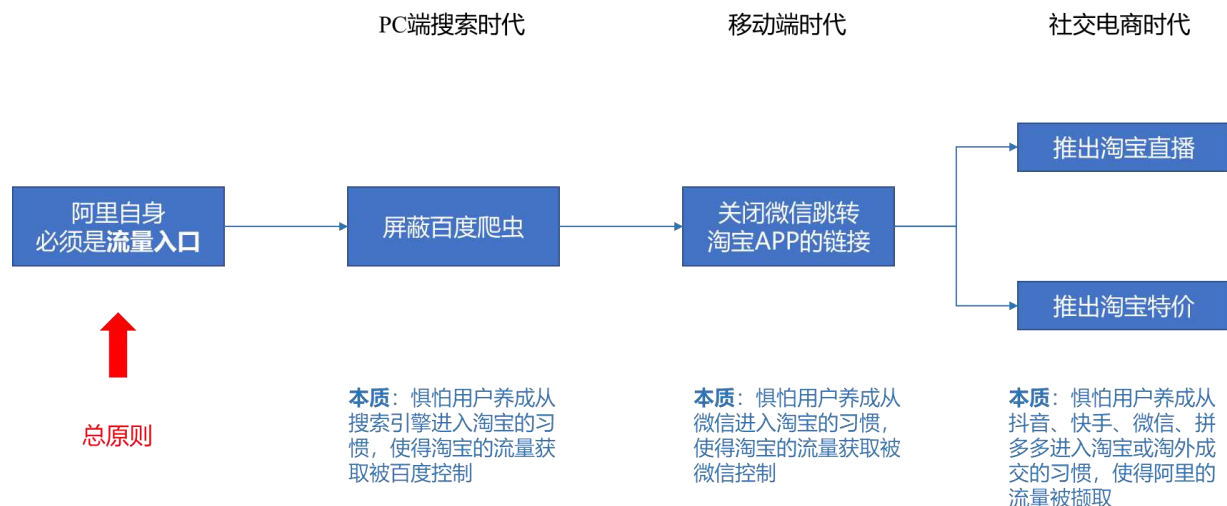 PC端搜索时代
移动端时代
社交电商时代
阿里自身
必须是流量入口
屏蔽百度爬虫
关闭微信跳转
淘宝APP的链接
推出淘宝直播
推出淘宝特价
总原则
本质：惧怕用户养成从
搜索引擎进入淘宝的习
惯，使得淘宝的流量获
取被百度控制
本质：惧怕用户养成从
微信进入淘宝的习惯，
使得淘宝的流量获取被
微信控制
本质：惧怕用户养成从
抖音、快手、微信、拼
多多进入淘宝或淘外成
交的习惯，使得阿里的
流量被撷取